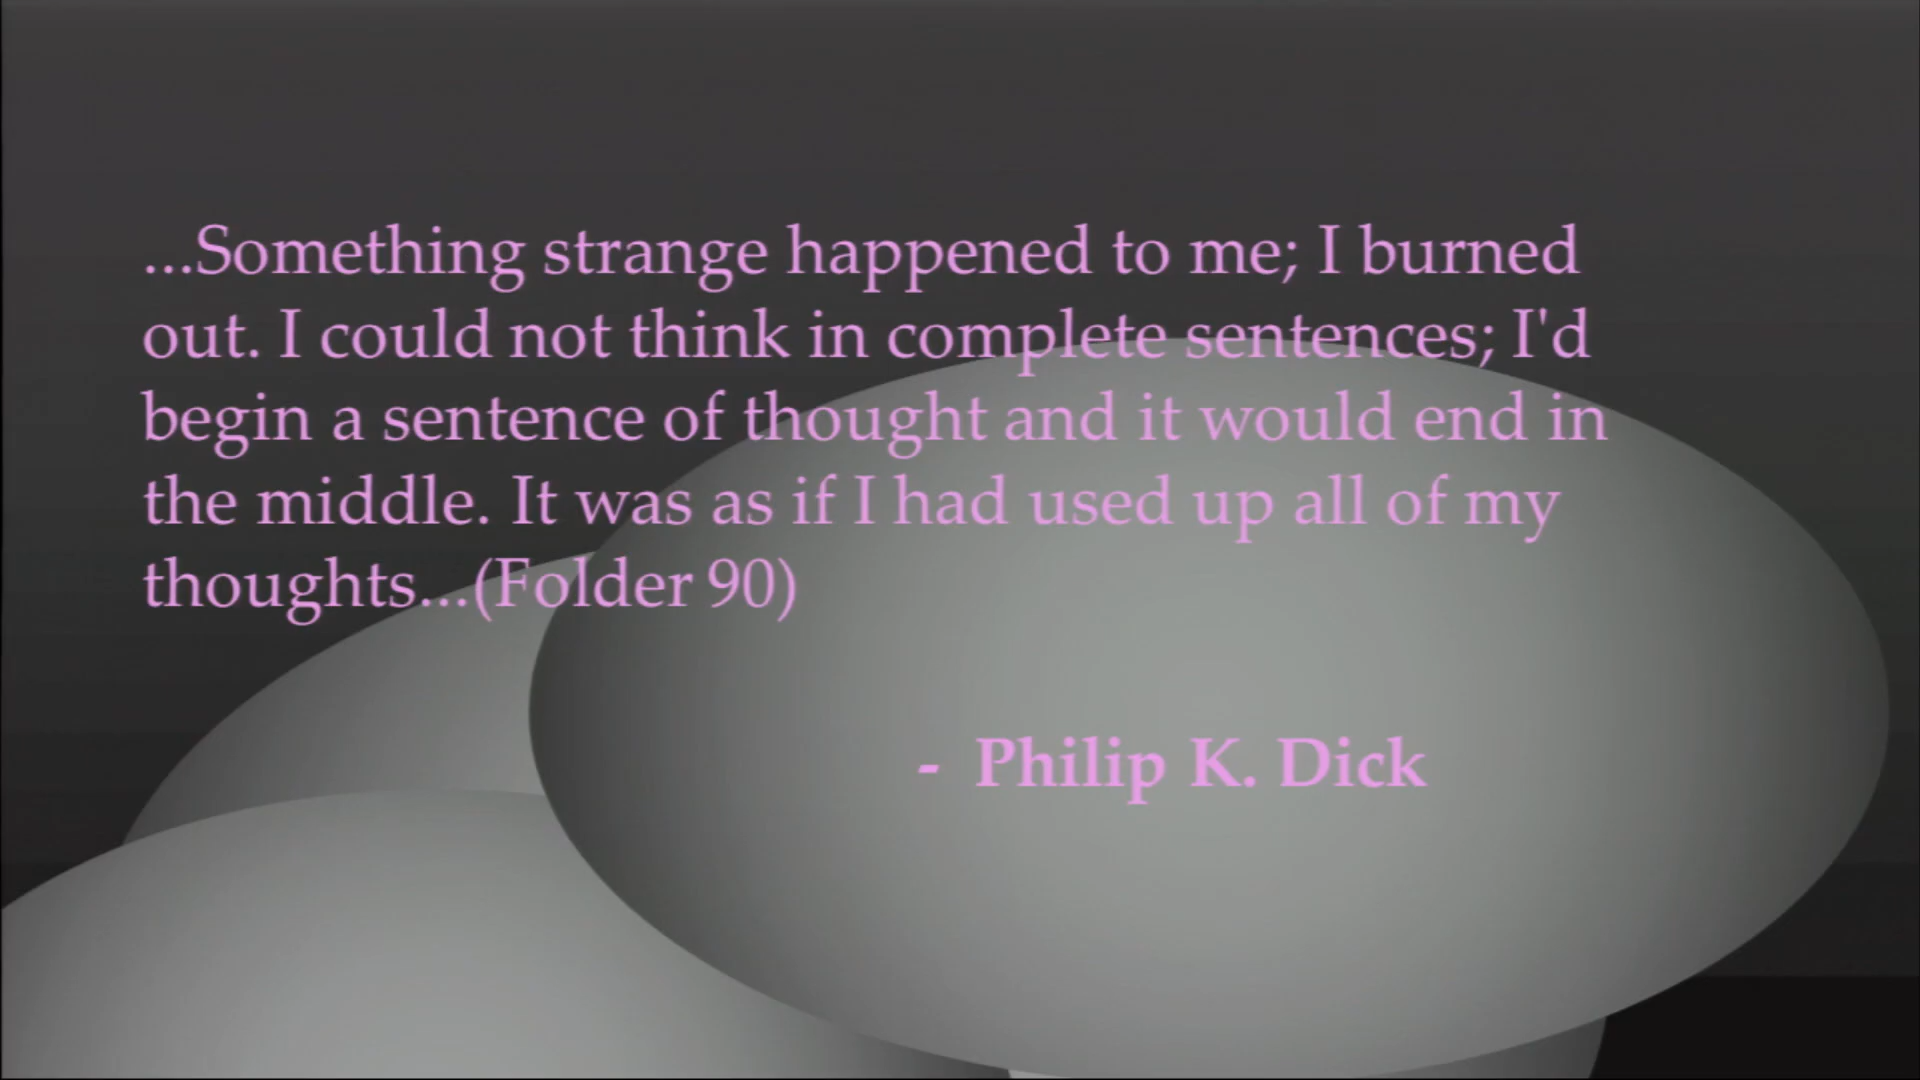 ...Something strange happened to me; I burned
out. I could not think in complete sentences; I'd
begin a sentence of thought and it would end in
the middle. It was as if I had used up all of my
thoughts...(Folder 90)
- Philip K. Dick